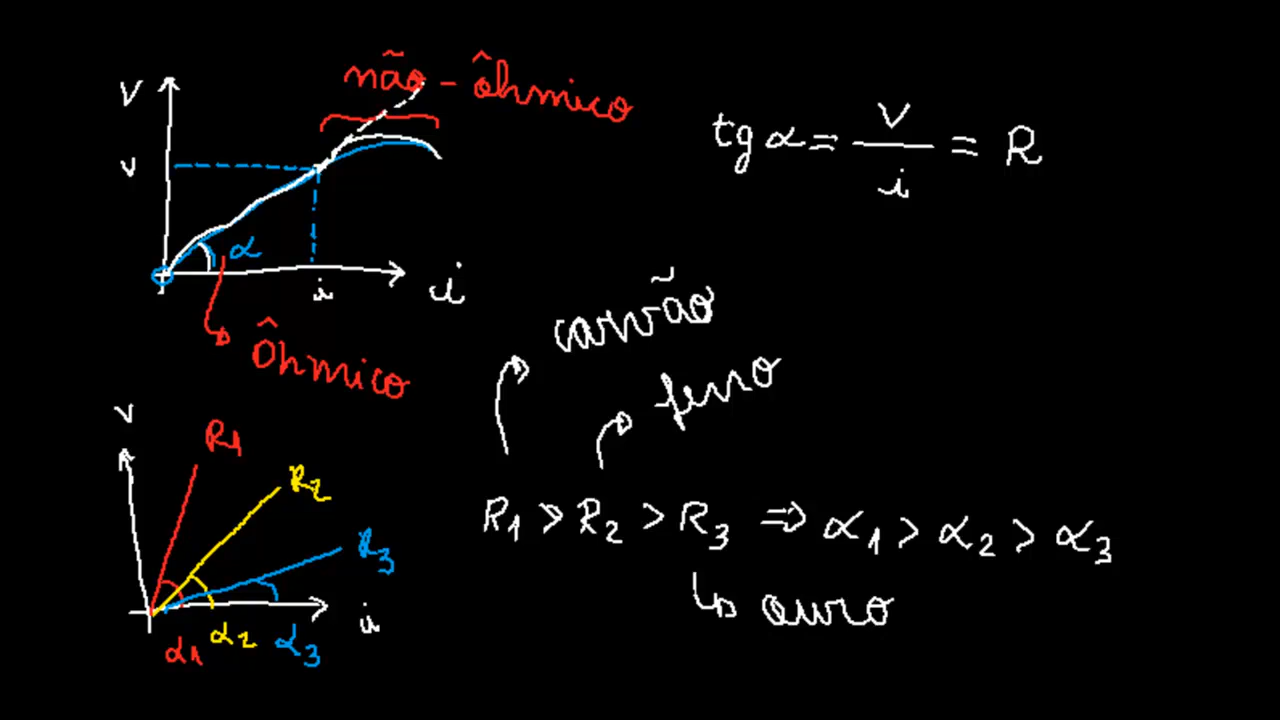 não - ôhmico
V
v
tg α = V/i = R
α
i
i
ôhmico
carvão
ferro
v
R1
R2
R3
R1 > R2 > R3 ⇒ α1 > α2 > α3
ouro
i
α1
α2
α3